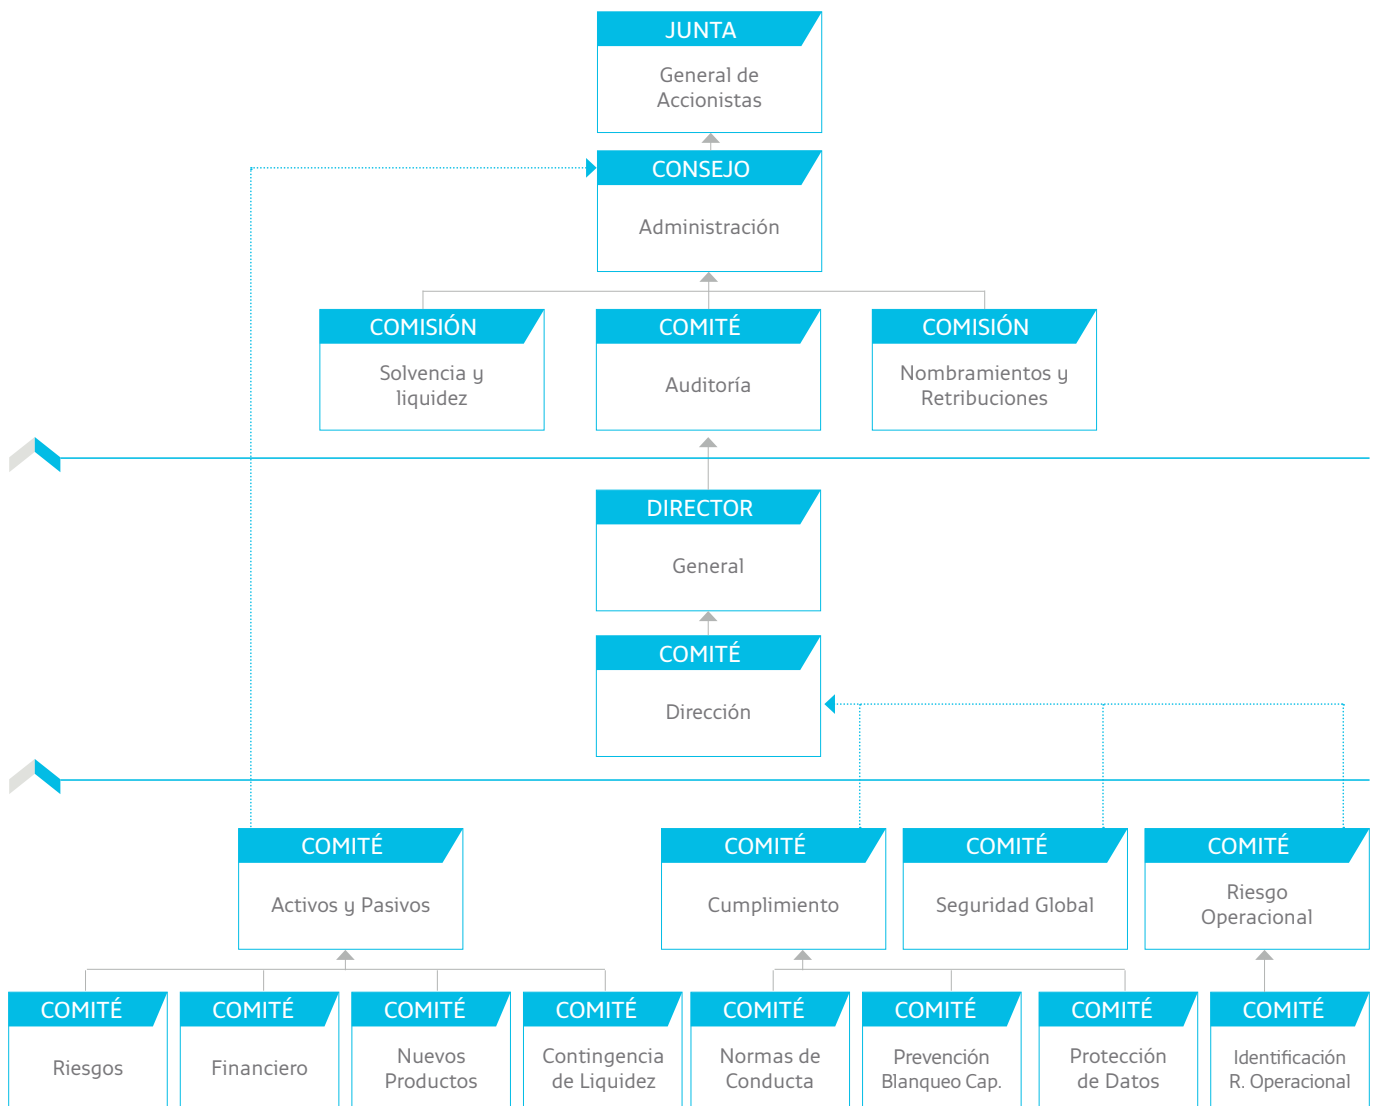 JUNTA
General de
Accionistas
CONSEJO
Administración
COMISIÓN
Solvencia y
liquidez
COMITÉ
Auditoría
COMISIÓN
Nombramientos y
Retribuciones
DIRECTOR
General
COMITÉ
Dirección
COMITÉ
Activos y Pasivos
COMITÉ
Cumplimiento
COMITÉ
Seguridad Global
COMITÉ
Riesgo
Operacional
COMITÉ
Riesgos
COMITÉ
Financiero
COMITÉ
Nuevos
Productos
COMITÉ
Contingencia
de Liquidez
COMITÉ
Normas de
Conducta
COMITÉ
Prevención
Blanqueo Cap.
COMITÉ
Protección
de Datos
COMITÉ
Identificación
R. Operacional